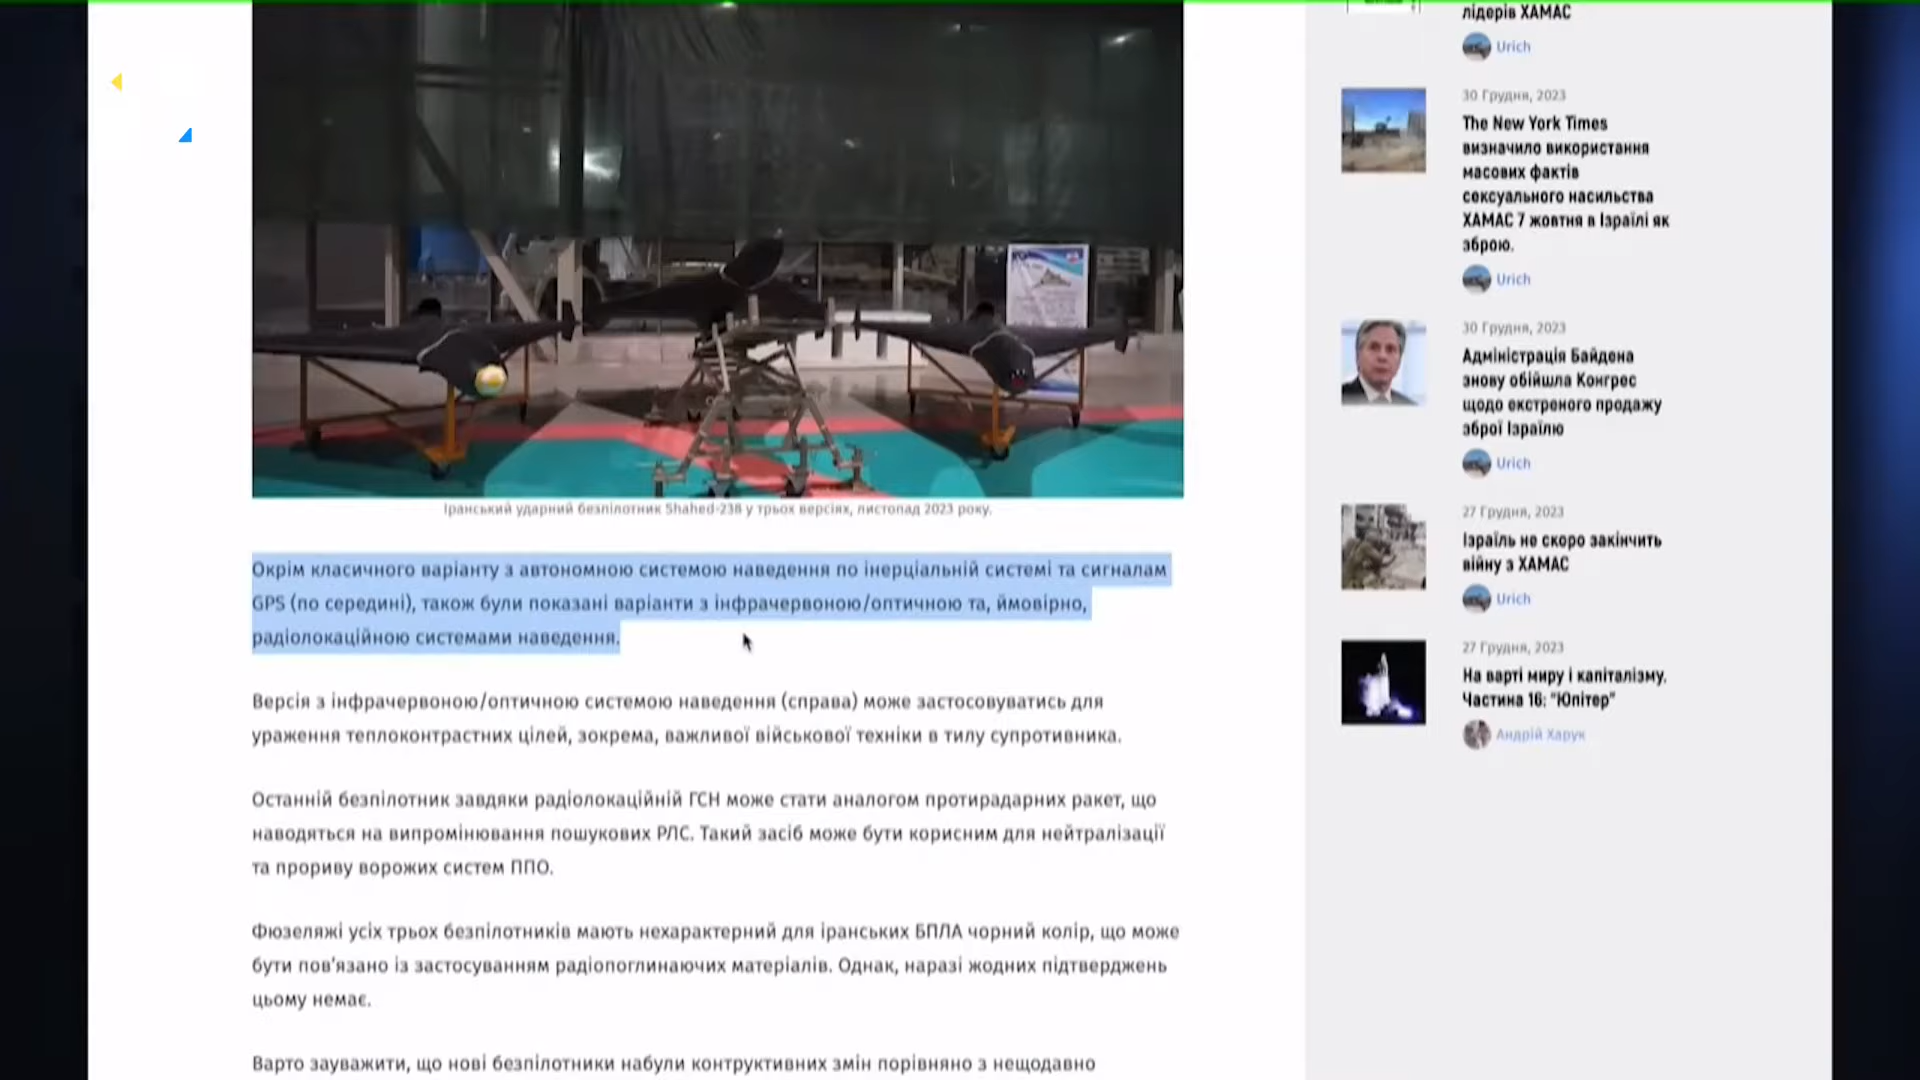 Іранський ударний безпілотник Shahed-238 у трьох версіях, листопад 2023 року.
Окрім класичного варіанту з автономною системою наведення по інерціальній системі та сигналам
GPS (по середині), також були показані варіанти з інфрачервоною/оптичною та, ймовірно,
радіолокаційною системами наведення.
Версія з інфрачервоною/оптичною системою наведення (справа) може застосовуватись для
ураження теплоконтрастних цілей, зокрема, важливої військової техніки в тилу супротивника.
Останній безпілотник завдяки радіолокаційній ГСН може стати аналогом протирадарних ракет, що
наводяться на випромінювання пошукових РЛС. Такий засіб може бути корисним для нейтралізації
та прориву ворожих систем ППО.
Фюзеляжі усіх трьох безпілотників мають нехарактерний для іранських БПЛА чорний колір, що може
бути пов'язано із застосуванням радіопоглинаючих матеріалів. Однак, наразі жодних підтверджень
цьому немає.
Варто зауважити, що нові безпілотники набули контруктивних змін порівняно з нещодавно
лідерів ХАМАС
Urich
30 Грудня, 2023
The New York Times
визначило використання
масових фактів
сексуального насильства
ХАМАС 7 жовтня в Ізраїлі як
зброю.
Urich
30 Грудня, 2023
Адміністрація Байдена
знову обійшла Конгрес
щодо екстреного продажу
зброї Ізраїлю
Urich
27 Грудня, 2023
Ізраїль не скоро закінчить
війну з ХАМАС
Urich
27 Грудня, 2023
На варті миру і капіталізму.
Частина 16: "Юпітер"
Андрій Харук